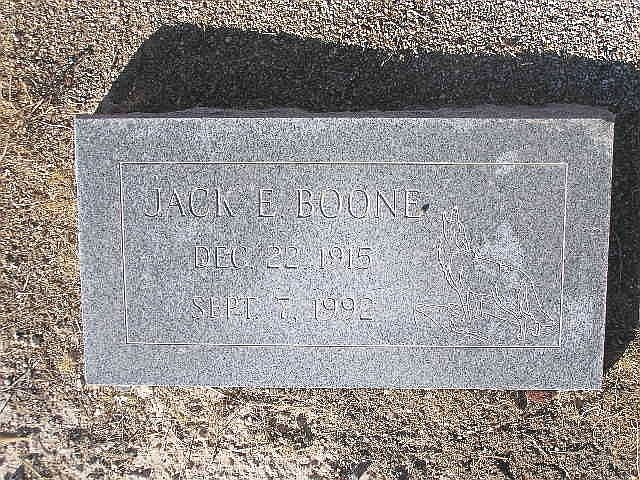 JACK E. BOONE
DEC. 22, 1915
SEPT. 7, 1992